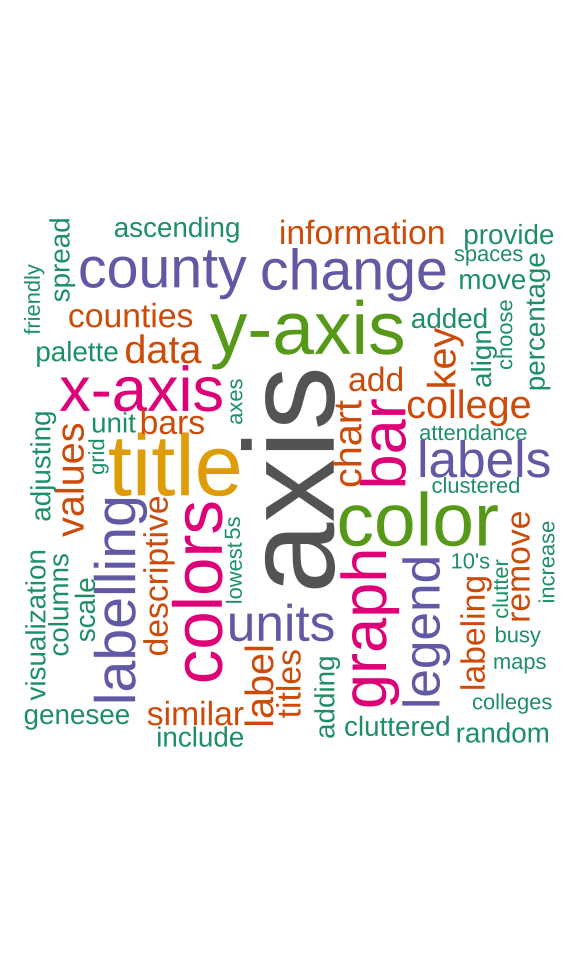 ascending
information
provide
spread
county
change
spaces
move
friendly
percentage
counties
y-axis
added
choose
key
align
palette
data
x-axis
axes
axis
add
college
bar
chart
unit
bars
attendance
adjusting
values
grid
title
labels
clustered
color
labelling
descriptive
colors
5s
lowest
10's
remove
increase
visualization
columns
scale
units
graph
legend
labeling
clutter
busy
maps
label
titles
adding
colleges
genesee
similar
include
cluttered
random